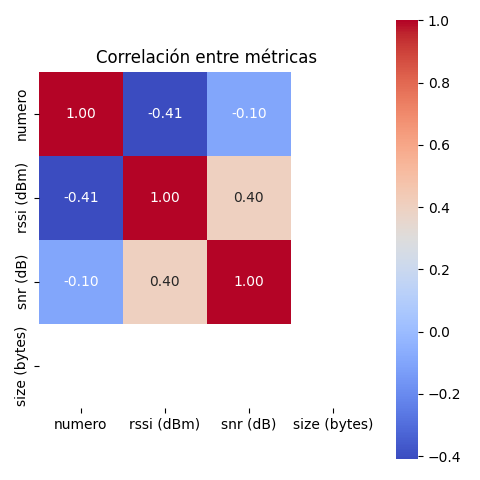 Correlación entre métricas
numero
1.00
-0.41
-0.10
rssi (dBm)
-0.41
1.00
0.40
snr (dB)
-0.10
0.40
1.00
size (bytes)
numero
rssi (dBm)
snr (dB)
size (bytes)
1.0
0.8
0.6
0.4
0.2
0.0
−0.2
−0.4